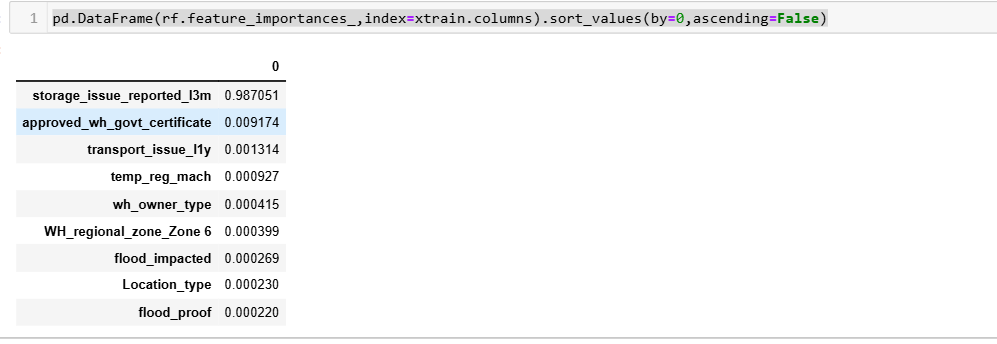 1 pd.DataFrame(rf.feature_importances_,index=xtrain.columns).sort_values(by=0,ascending=False)
0
storage_issue_reported_l3m 0.987051
approved_wh_govt_certificate 0.009174
transport_issue_l1y 0.001314
temp_reg_mach 0.000927
wh_owner_type 0.000415
WH_regional_zone_Zone 6 0.000399
flood_impacted 0.000269
Location_type 0.000230
flood_proof 0.000220